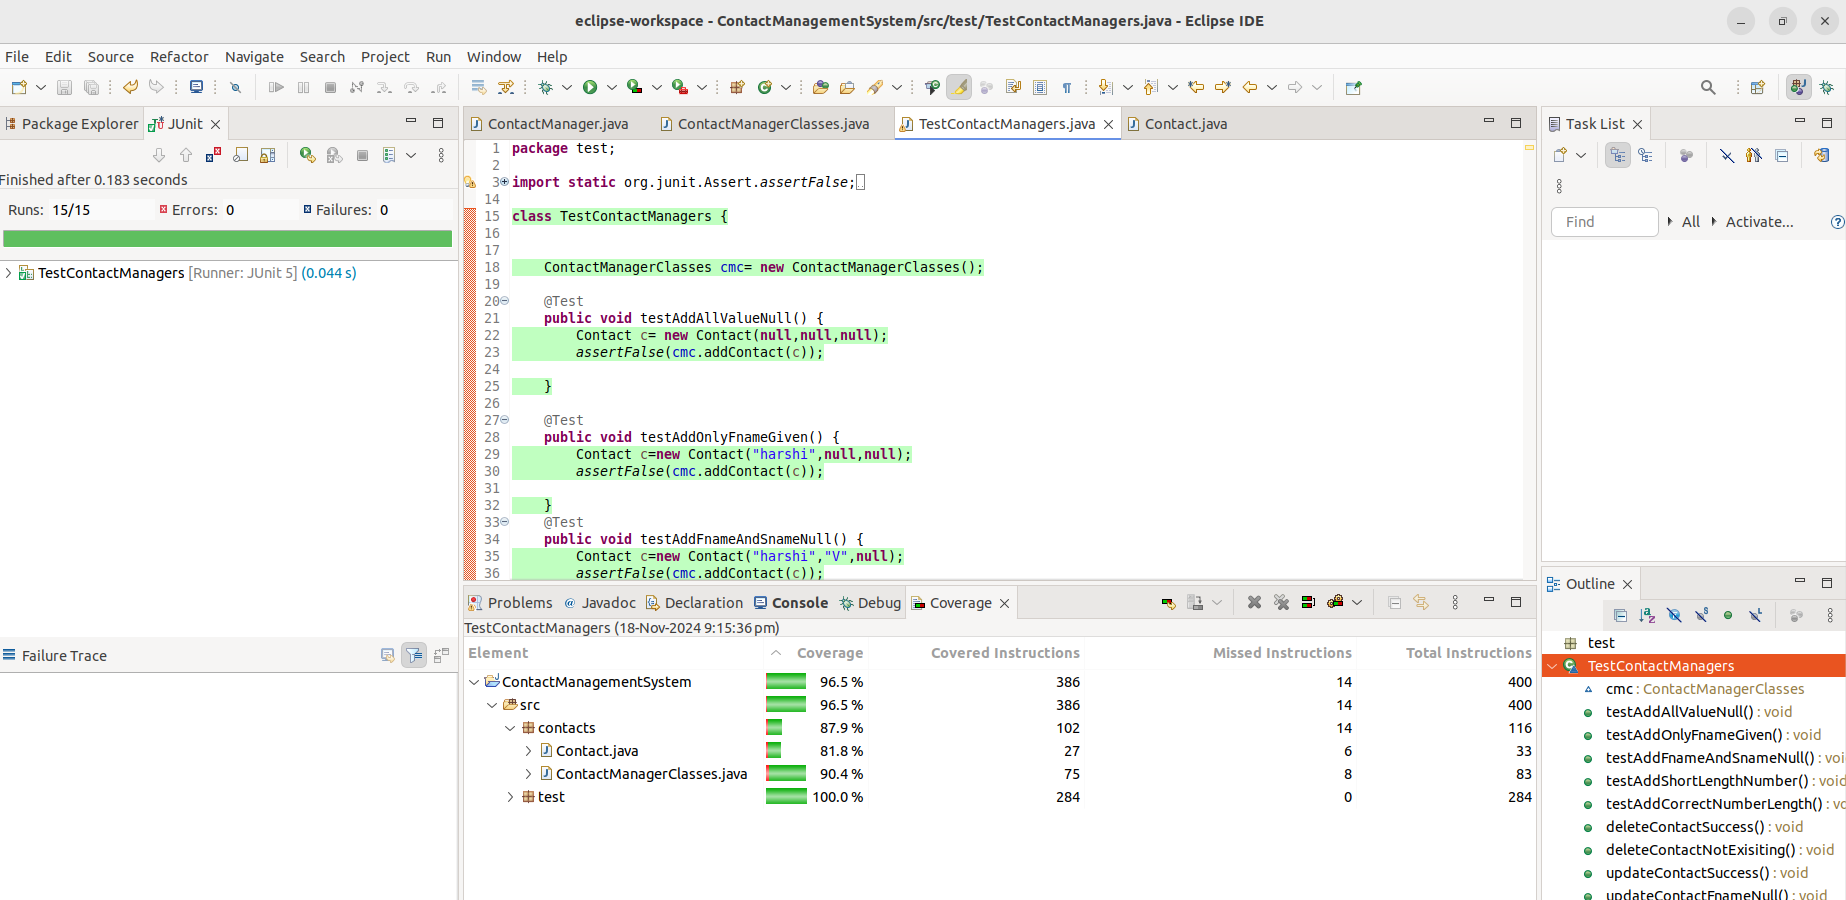 eclipse-workspace - ContactManagementSystem/src/test/TestContactManagers.java - Eclipse IDE
File Edit Source Refactor Navigate Search Project Run Window Help
Package Explorer JUnit
Finished after 0.183 seconds
Runs: 15/15 Errors: 0 Failures: 0
TestContactManagers [Runner: JUnit 5] (0.044 s)
Failure Trace
ContactManager.java ContactManagerClasses.java TestContactManagers.java Contact.java
1 package test;
2
3 import static org.junit.Assert.assertFalse;
14
15 class TestContactManagers {
16
17
18 ContactManagerClasses cmc= new ContactManagerClasses();
19
20 @Test
21 public void testAddAllValueNull() {
22 Contact c= new Contact(null,null,null);
23 assertFalse(cmc.addContact(c));
24
25 }
26
27 @Test
28 public void testAddOnlyFnameGiven() {
29 Contact c=new Contact("harshi",null,null);
30 assertFalse(cmc.addContact(c));
31
32 }
33 @Test
34 public void testAddFnameAndSnameNull() {
35 Contact c=new Contact("harshi","V",null);
36 assertFalse(cmc.addContact(c));
Problems Javadoc Declaration Console Debug Coverage
TestContactManagers (18-Nov-2024 9:15:36 pm)
Element Coverage Covered Instructions Missed Instructions Total Instructions
ContactManagementSystem 96.5 % 386 14 400
src 96.5 % 386 14 400
contacts 87.9 % 102 14 116
Contact.java 81.8 % 27 6 33
ContactManagerClasses.java 90.4 % 75 8 83
test 100.0 % 284 0 284
Task List
Find All Activate...
Outline
test
TestContactManagers
cmc : ContactManagerClasses
testAddAllValueNull() : void
testAddOnlyFnameGiven() : void
testAddFnameAndSnameNull() : voi
testAddShortLengthNumber() : void
testAddCorrectNumberLength() : vo
deleteContactSuccess() : void
deleteContactNotExisiting() : void
updateContactSuccess() : void
updateContactFnameNull() : void